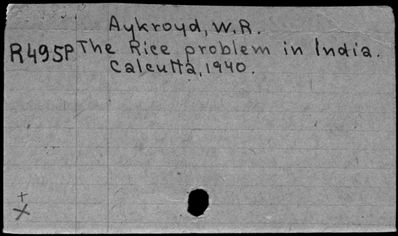 Aykroyd, W.R.
R495P The Rice problem in India.
Calcutta, 1940.